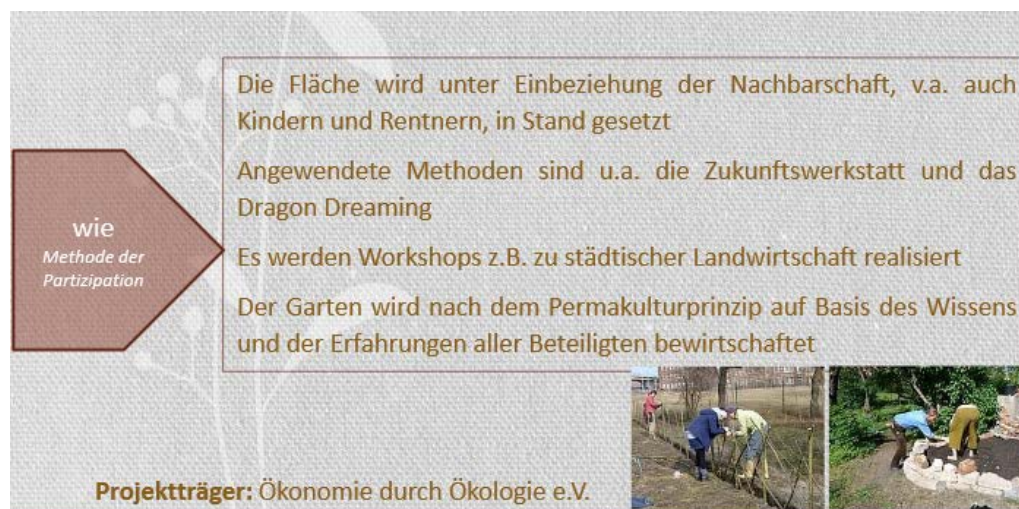 Die Fläche wird unter Einbeziehung der Nachbarschaft, v.a. auch
Kindern und Rentnern, in Stand gesetzt
Angewendete Methoden sind u.a. die Zukunftswerkstatt und das
Dragon Dreaming
wie
Methode der
Partizipation
Es werden Workshops z.B. zu städtischer Landwirtschaft realisiert
Der Garten wird nach dem Permakulturprinzip auf Basis des Wissens
und der Erfahrungen aller Beteiligten bewirtschaftet
Projektträger: Ökonomie durch Ökologie e.V.